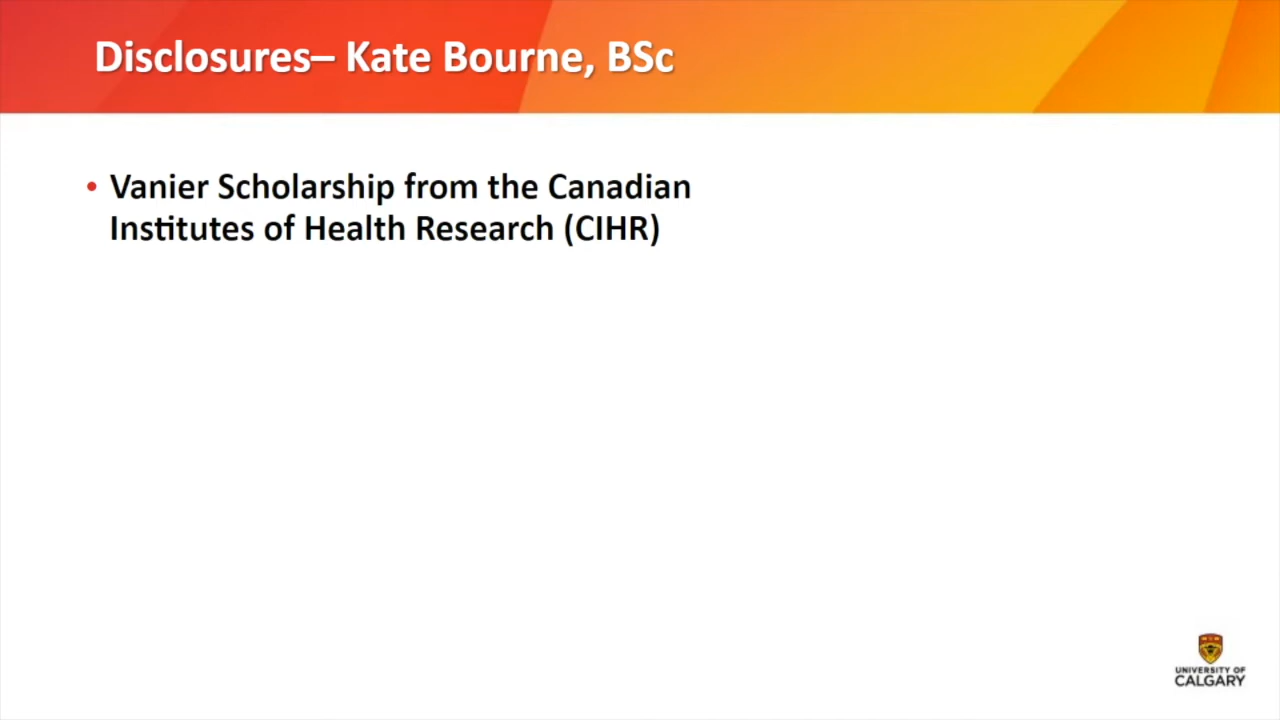 Disclosures– Kate Bourne, BSc
• Vanier Scholarship from the Canadian
Institutes of Health Research (CIHR)
UNIVERSITY OF
CALGARY